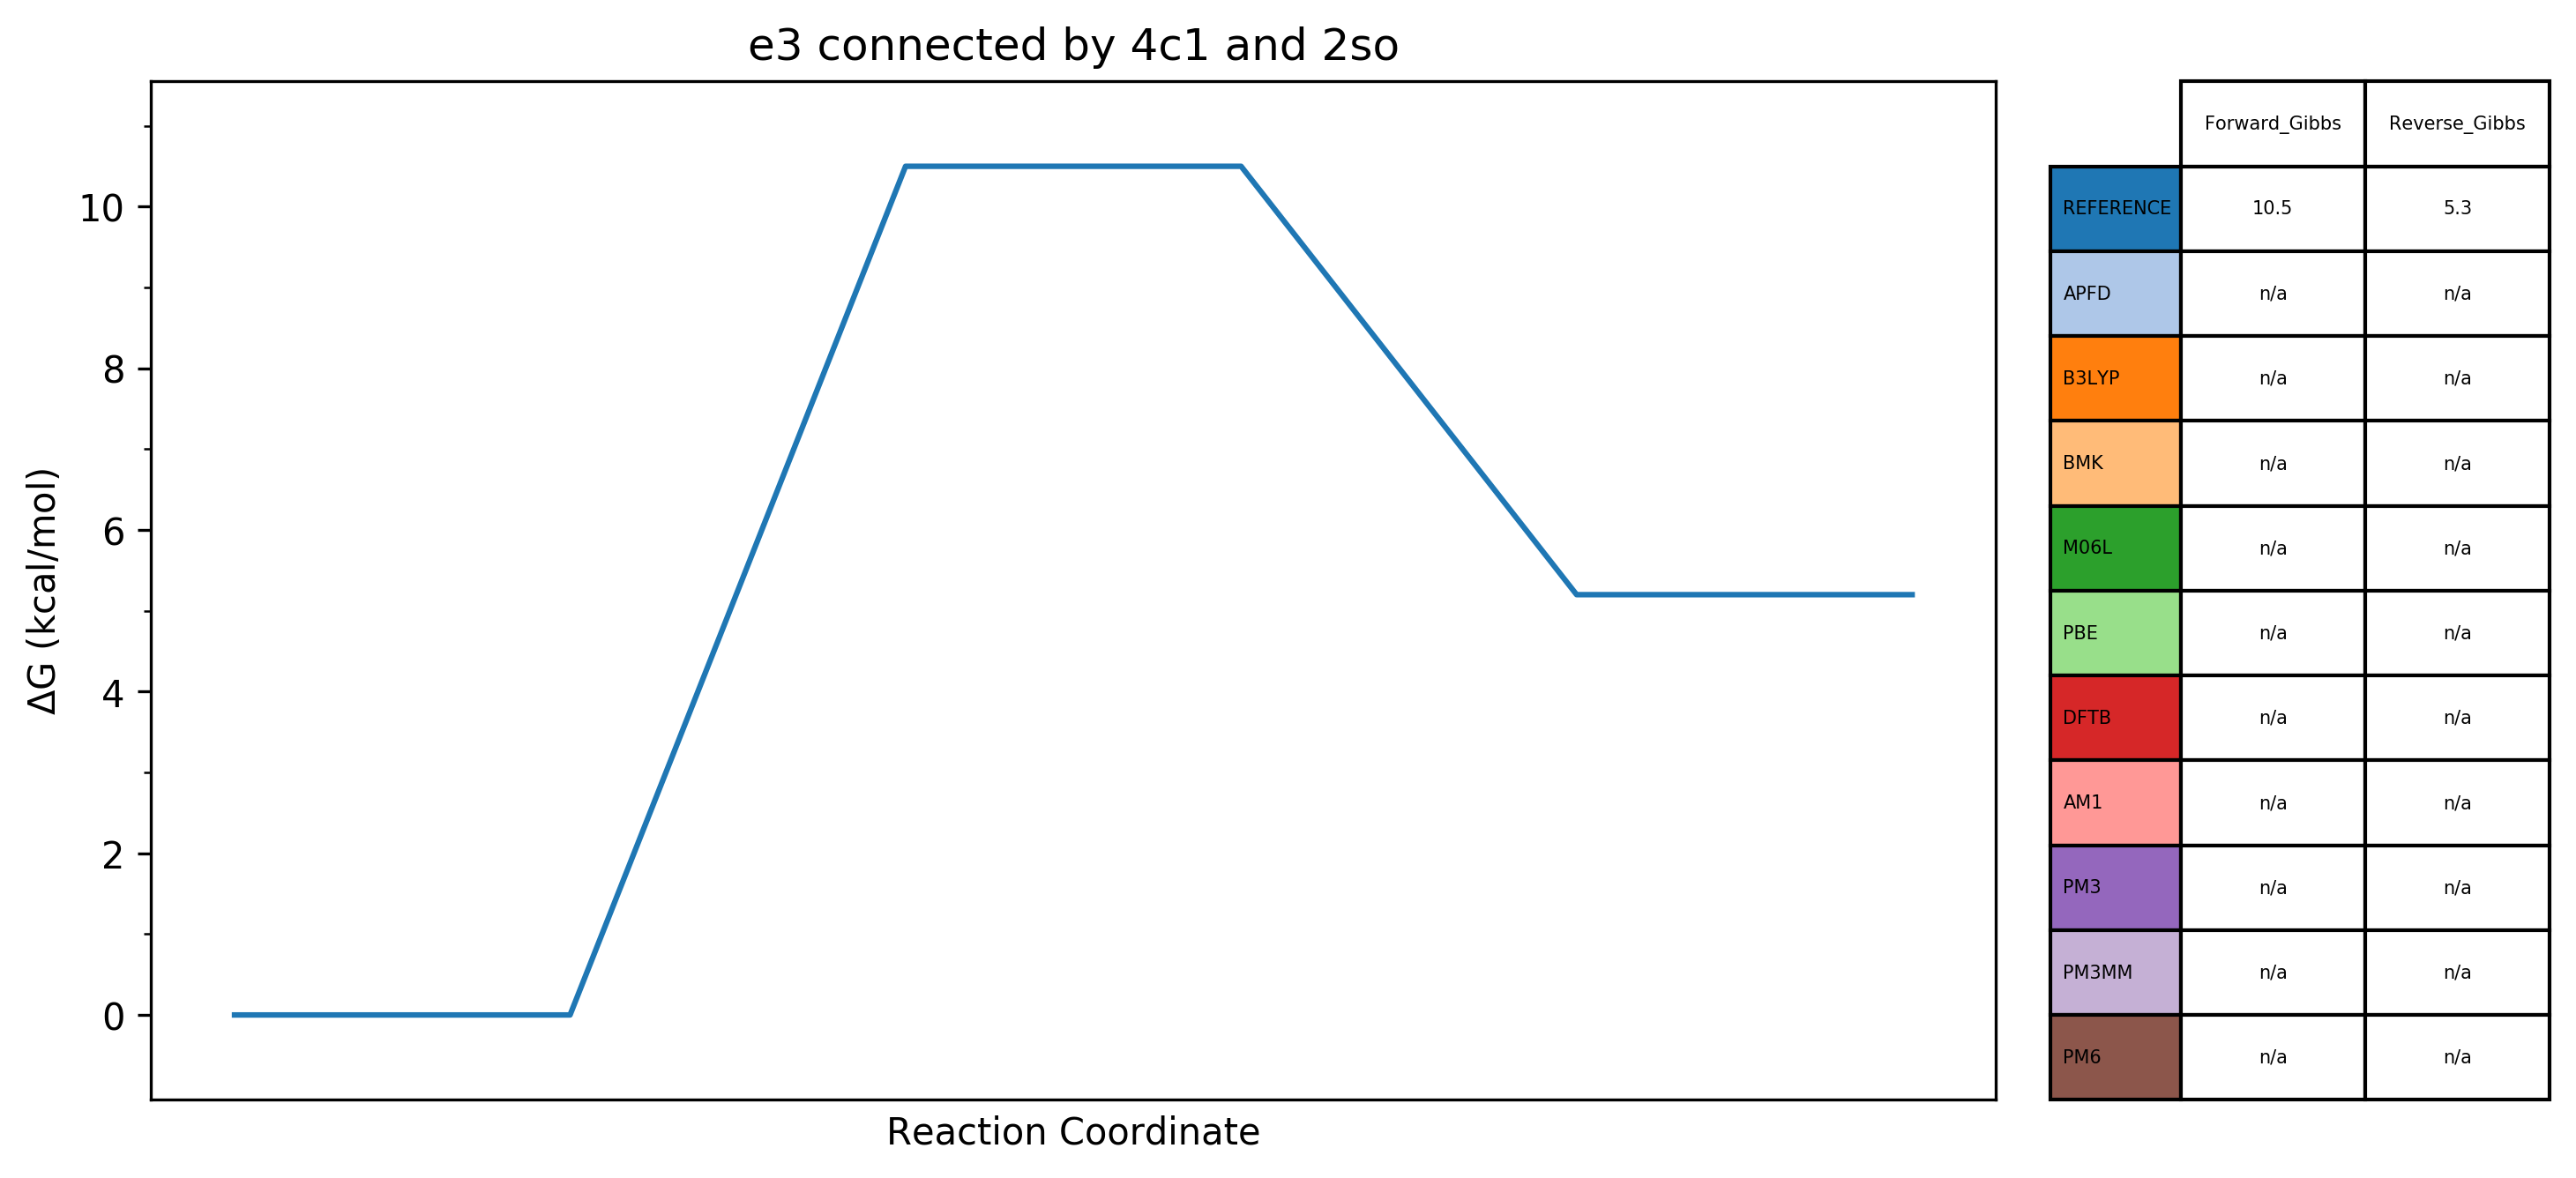 e3 connected by 4c1 and 2so
ΔG (kcal/mol)
10
8
6
4
2
0
Reaction Coordinate
Forward_Gibbs Reverse_Gibbs
REFERENCE 10.5 5.3
APFD n/a n/a
B3LYP n/a n/a
BMK n/a n/a
M06L n/a n/a
PBE n/a n/a
DFTB n/a n/a
AM1 n/a n/a
PM3 n/a n/a
PM3MM n/a n/a
PM6 n/a n/a